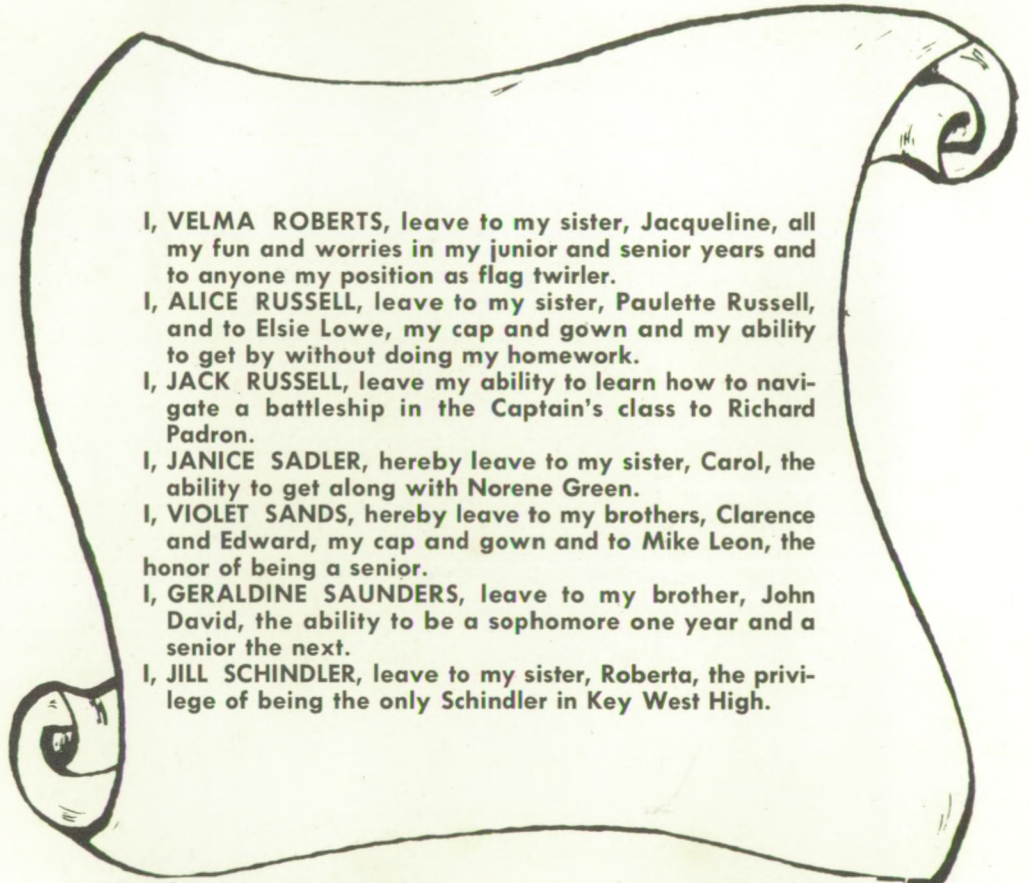 I, VELMA ROBERTS, leave to my sister, Jacqueline, all
my fun and worries in my junior and senior years and
to anyone my position as flag twirler.
I, ALICE RUSSELL, leave to my sister, Paulette Russell,
and to Elsie Lowe, my cap and gown and my ability
to get by without doing my homework.
I, JACK RUSSELL, leave my ability to learn how to navi-
gate a battleship in the Captain's class to Richard
Padron.
I, JANICE SADLER, hereby leave to my sister, Carol, the
ability to get along with Norene Green.
I, VIOLET SANDS, hereby leave to my brothers, Clarence
and Edward, my cap and gown and to Mike Leon, the
honor of being a senior.
I, GERALDINE SAUNDERS, leave to my brother, John
David, the ability to be a sophomore one year and a
senior the next.
I, JILL SCHINDLER, leave to my sister, Roberta, the privi-
lege of being the only Schindler in Key West High.